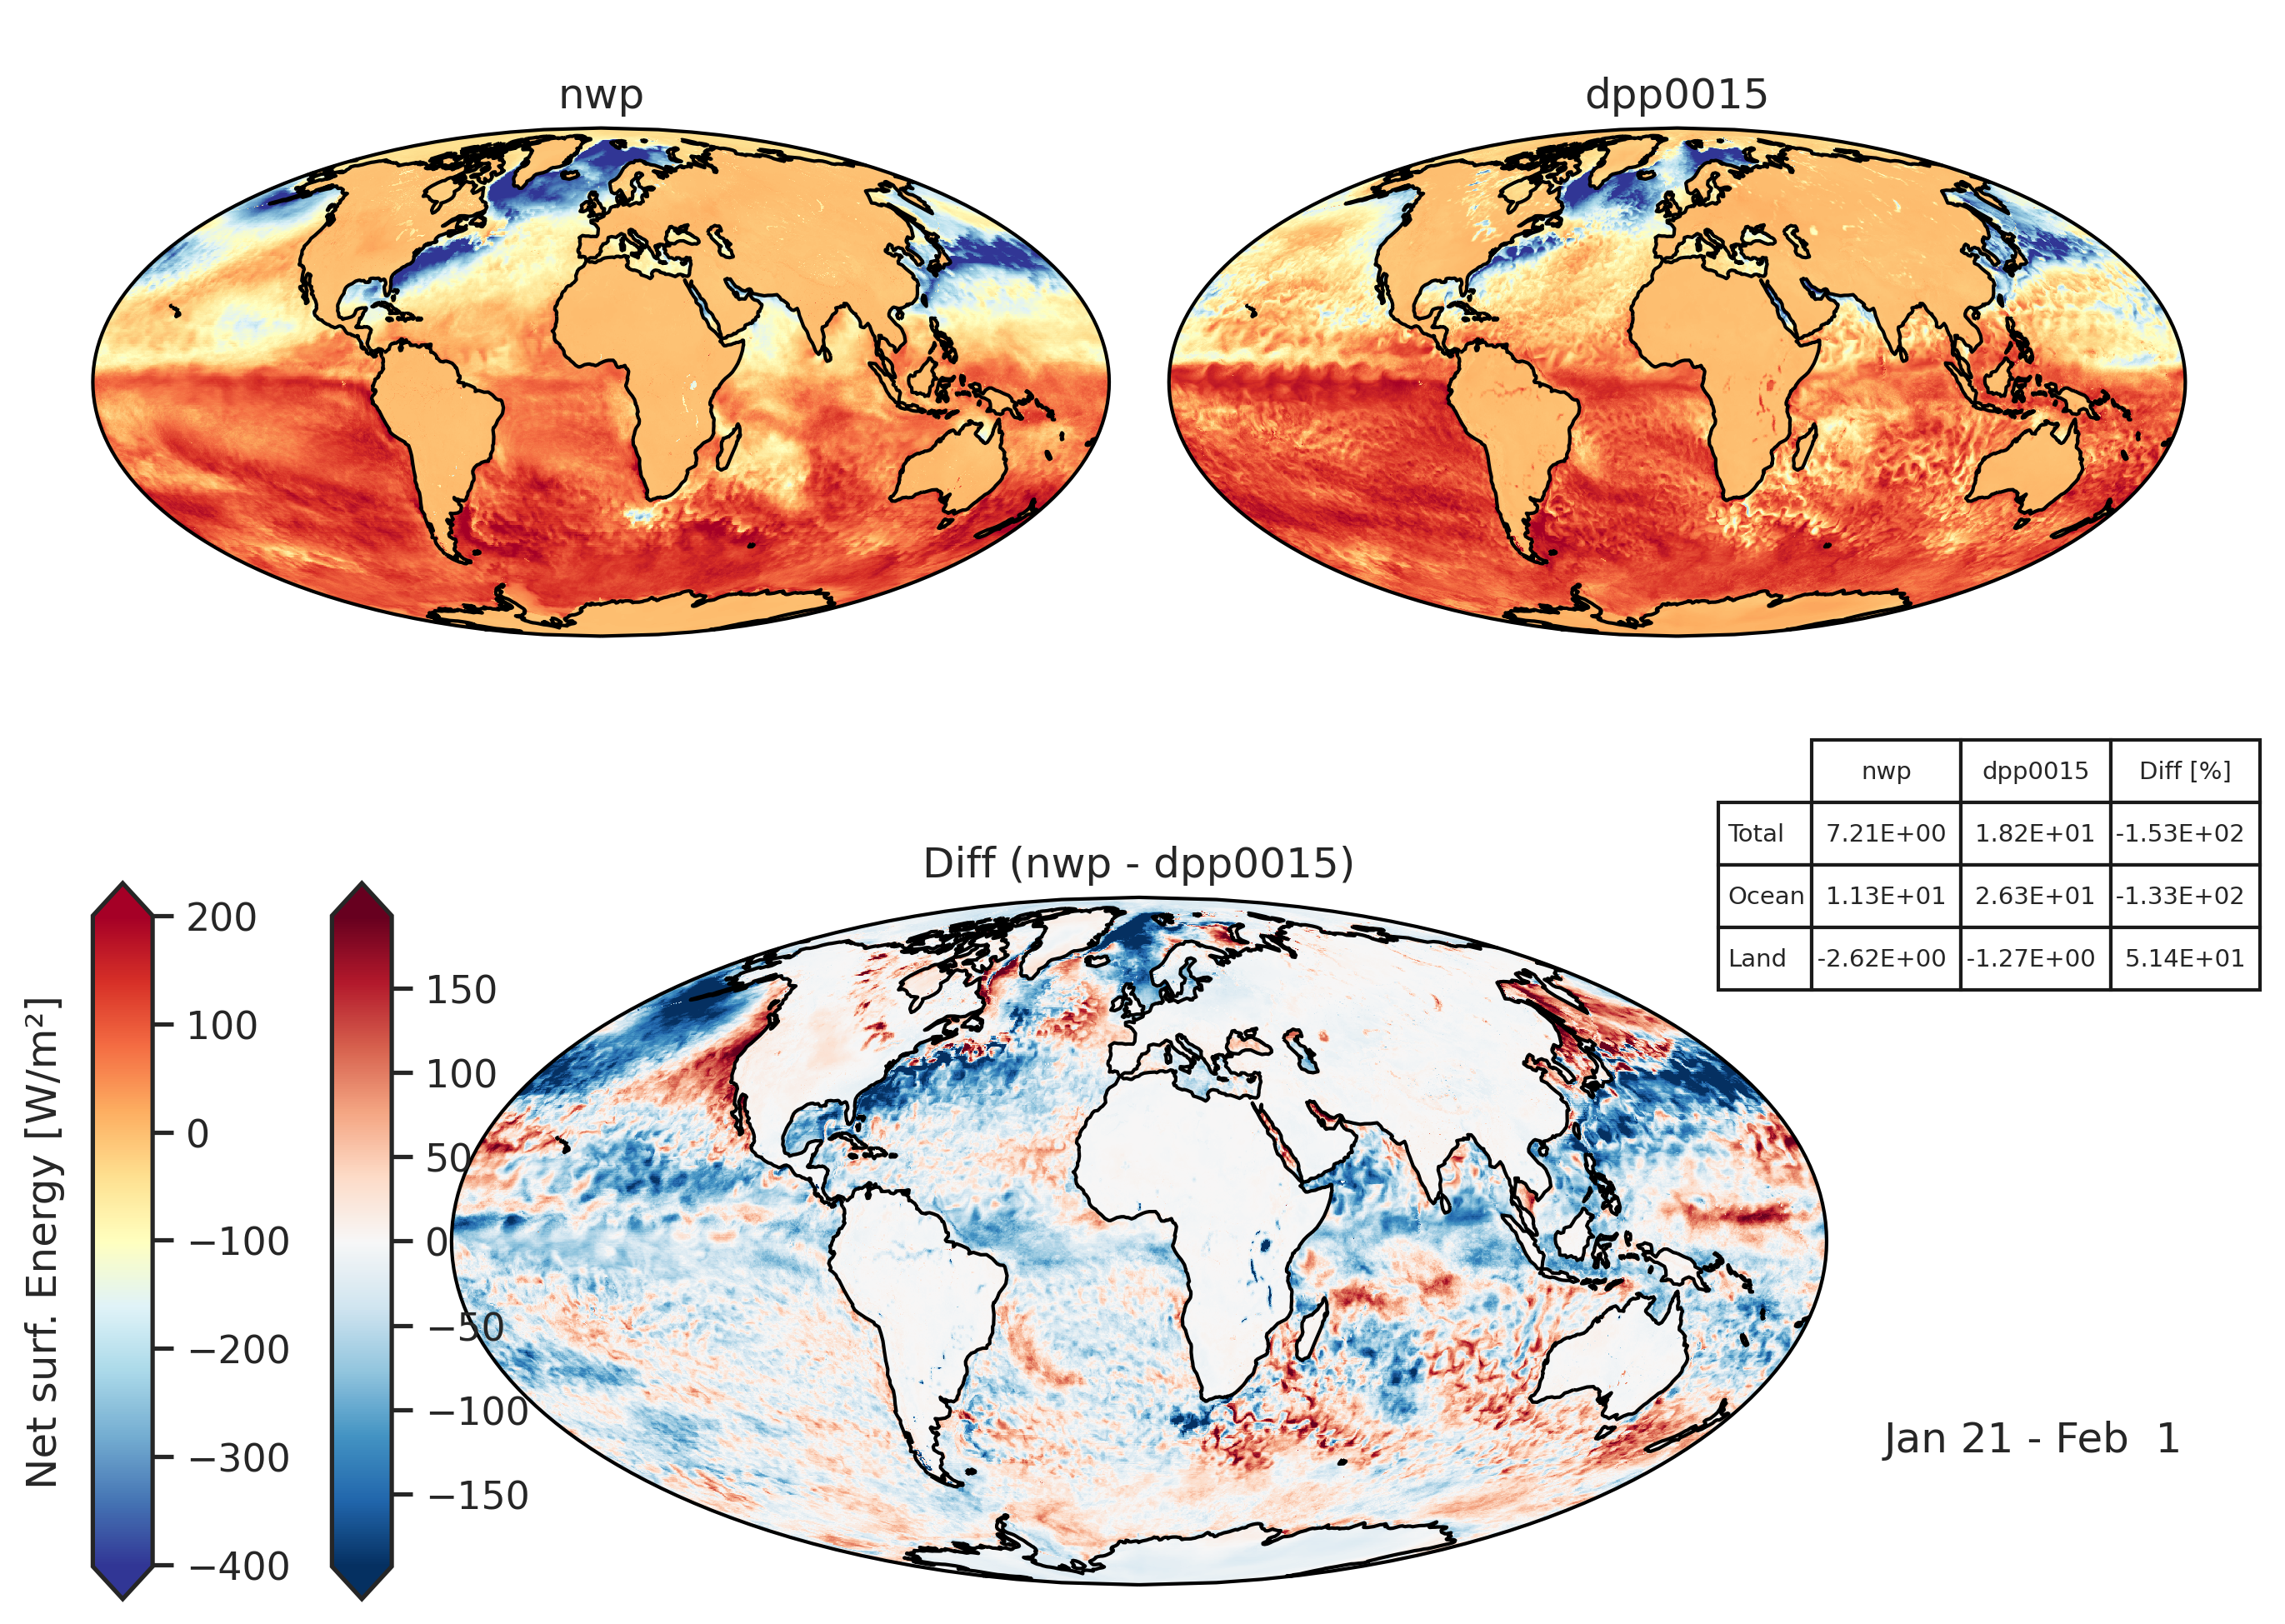 nwp
dpp0015
nwp dpp0015 Diff [%]
Total 7.21E+00 1.82E+01 -1.53E+02
Ocean 1.13E+01 2.63E+01 -1.33E+02
Land -2.62E+00 -1.27E+00 5.14E+01
Diff (nwp - dpp0015)
Net surf. Energy [W/m²]
200
100
0
−100
−200
−300
−400
150
100
50
0
−50
−100
−150
Jan 21 - Feb  1